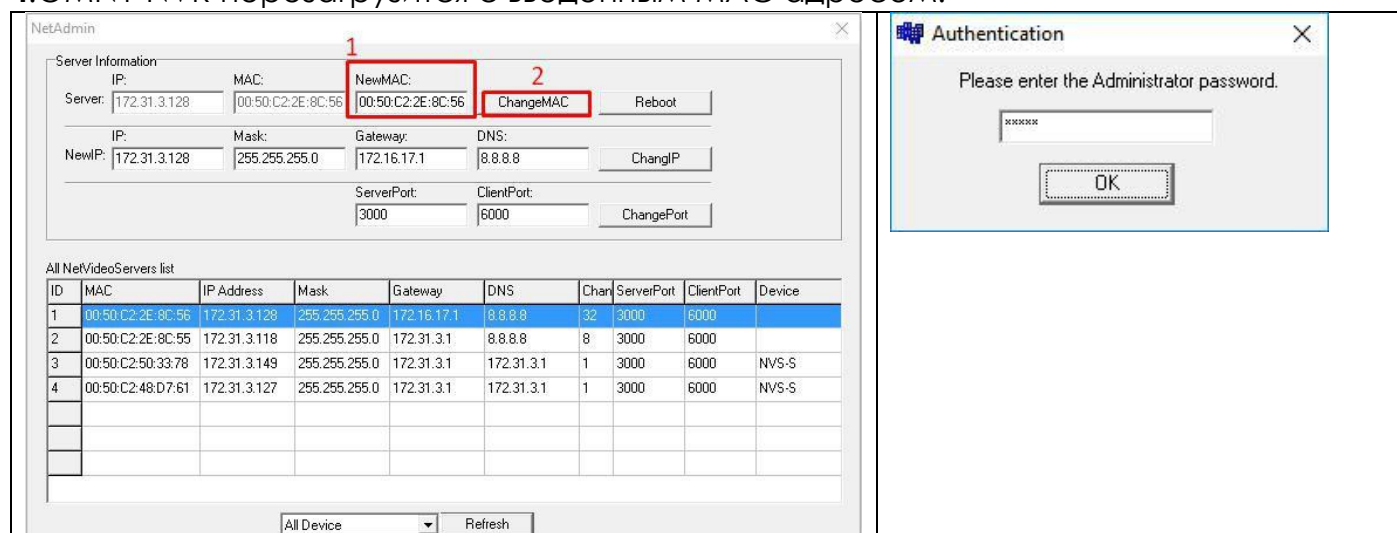 NetAdmin
Server Information
1
IP: MAC: NewMAC: 2
Server: 172.31.3.128 00:50:C2:2E:8C:56 00:50:C2:2E:8C:56 ChangeMAC Reboot
IP: Mask: Gateway: DNS:
NewIP: 172.31.3.128 255.255.255.0 172.16.17.1 8.8.8.8 ChangIP
ServerPort: ClientPort:
3000 6000 ChangePort
All NetVideoServers list
ID MAC IP Address Mask Gateway DNS Chan ServerPort ClientPort Device
1 00:50:C2:2E:8C:56 172.31.3.128 255.255.255.0 172.16.17.1 8.8.8.8 32 3000 6000
2 00:50:C2:2E:8C:55 172.31.3.118 255.255.255.0 172.31.3.1 8.8.8.8 8 3000 6000
3 00:50:C2:50:33:78 172.31.3.149 255.255.255.0 172.31.3.1 172.31.3.1 1 3000 6000 NVS-S
4 00:50:C2:48:D7:61 172.31.3.127 255.255.255.0 172.31.3.1 172.31.3.1 1 3000 6000 NVS-S
All Device Refresh
Authentication
Please enter the Administrator password.
xxxxx
OK